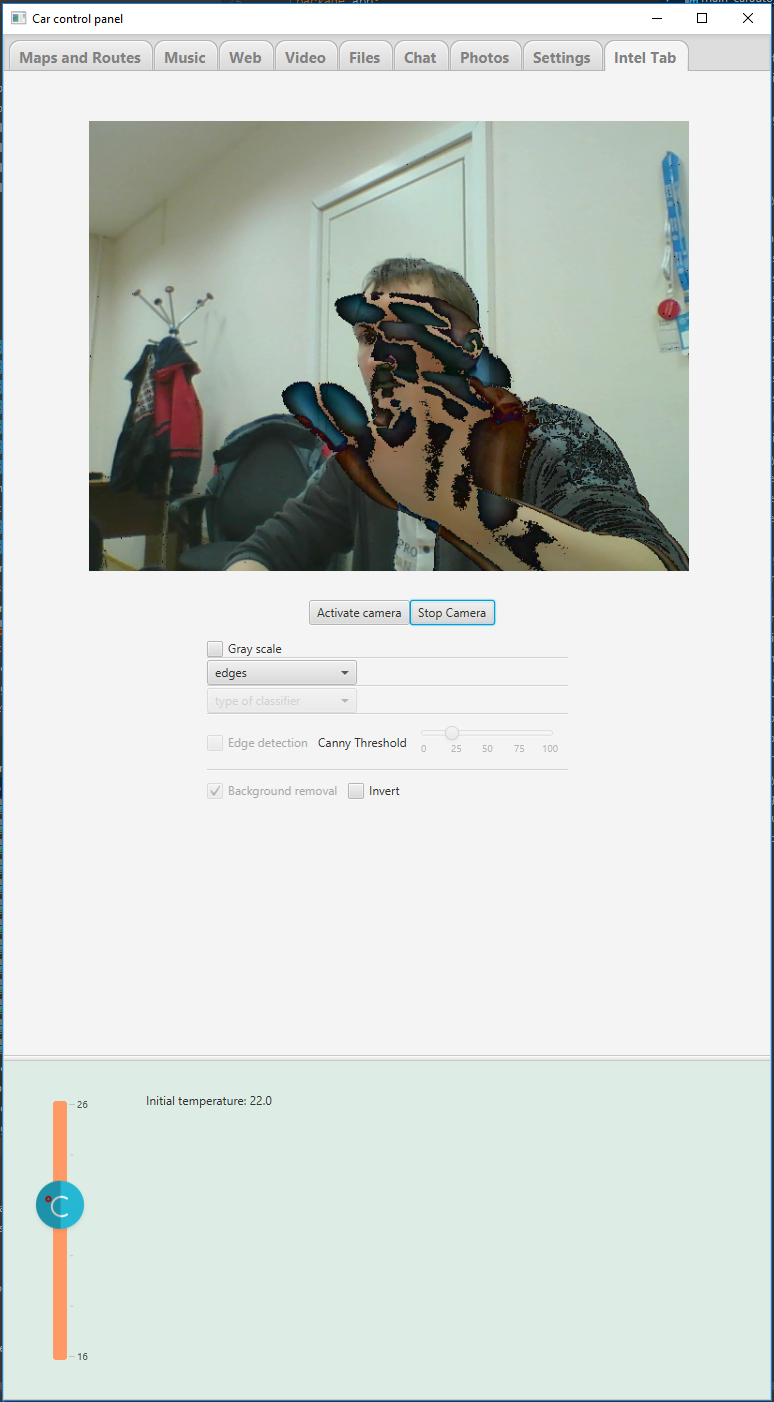 Car control panel
Maps and Routes Music Web Video Files Chat Photos Settings Intel Tab
PRO
Activate camera Stop Camera
Gray scale
edges
type of classifier
Edge detection Canny Threshold
0 25 50 75 100
Background removal Invert
26
Initial temperature: 22.0
°C
16